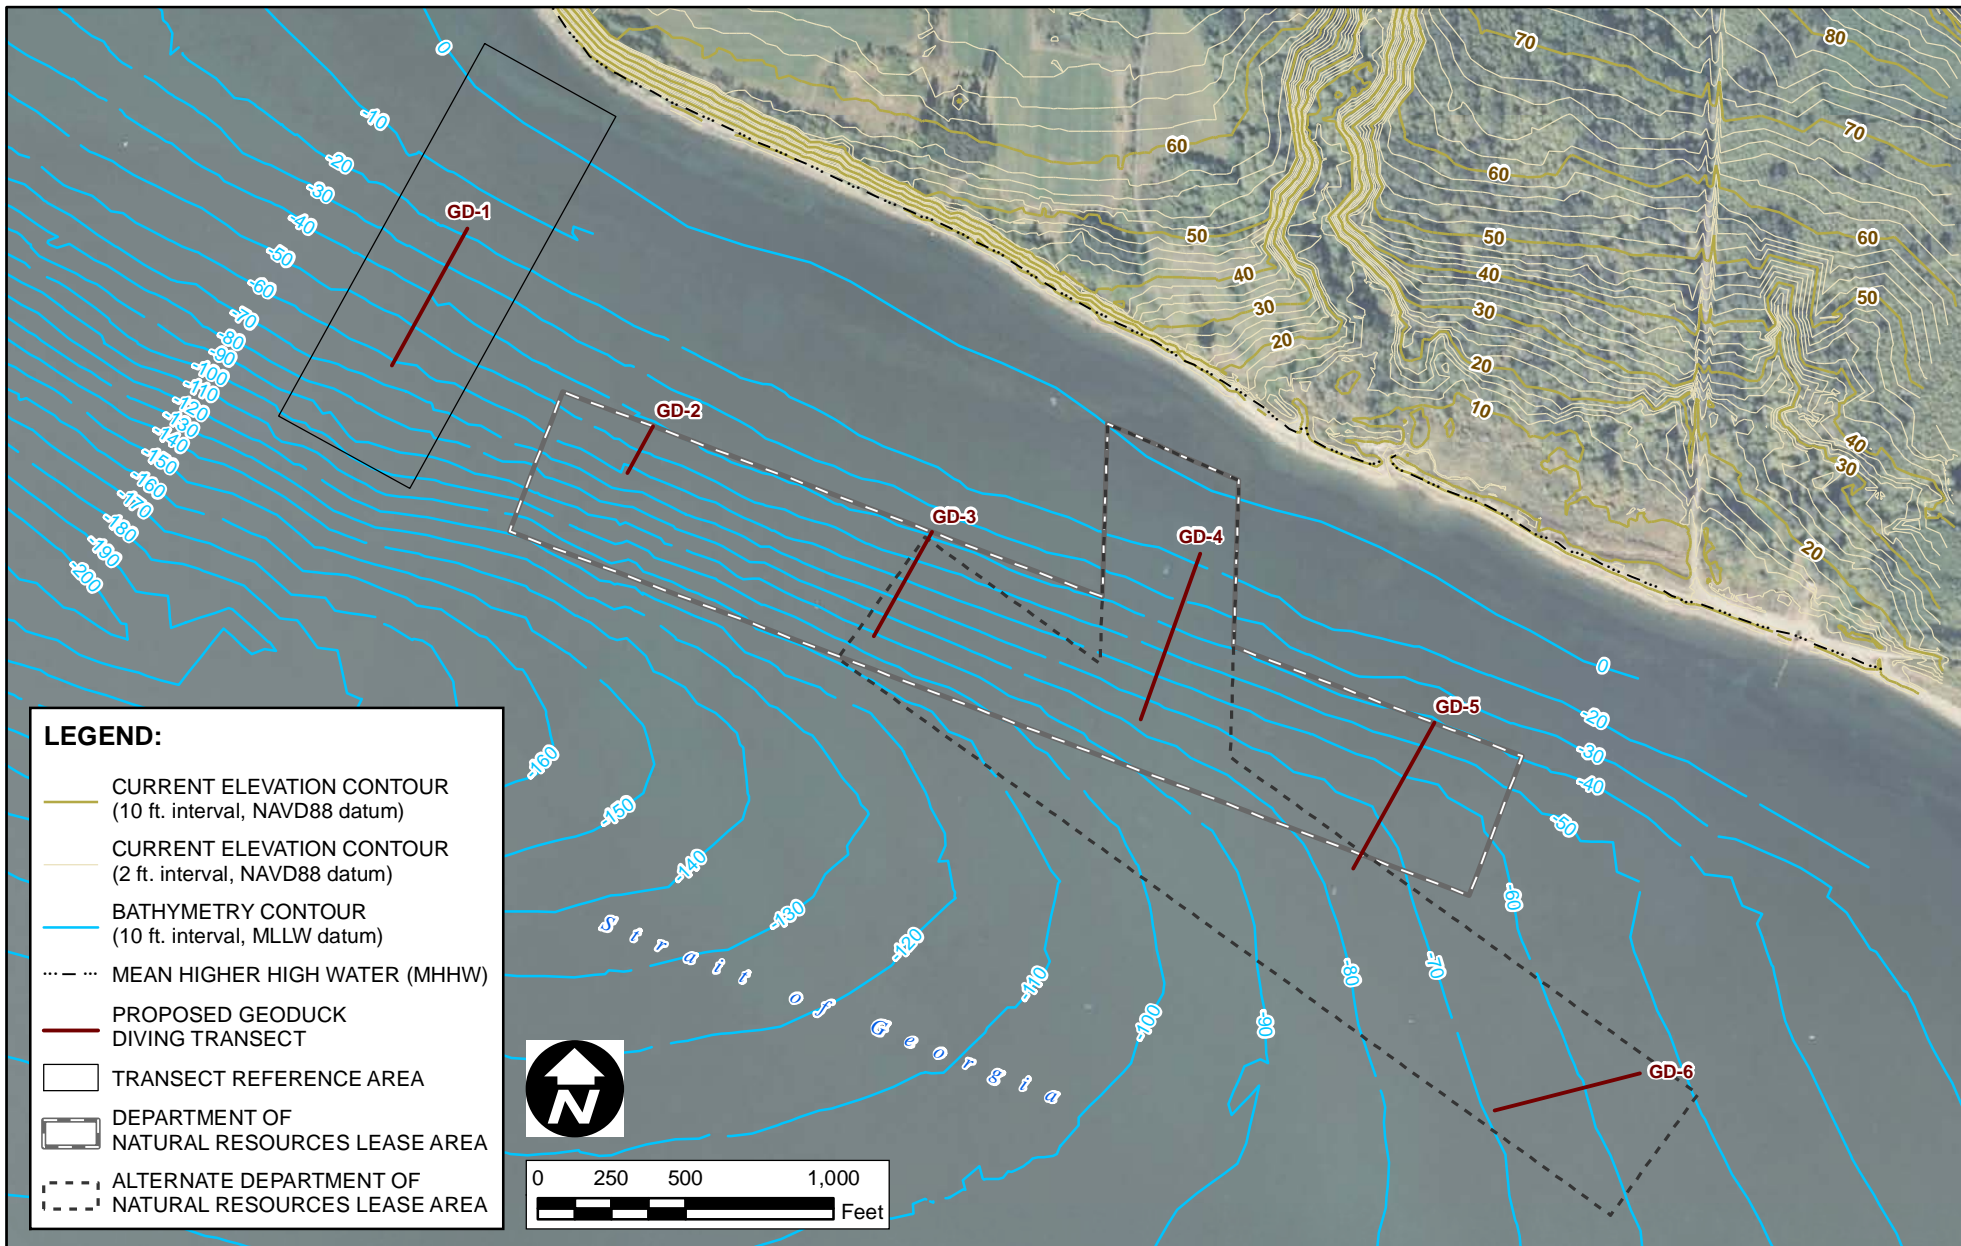 0
-10
-20
-30
-40
-50
-60
-70
-80
-90
-100
-110
-120
-130
-140
-150
-160
-170
-180
-190
-200
GD-1
GD-2
GD-3
GD-4
GD-5
GD-6
70
80
60
70
60
50
50
60
40
40
50
30
30
20
20
10
40
30
20
0
-20
-30
-40
-50
-60
-70
-80
-90
-100
-110
-120
-130
-140
-150
-160
Strait of Georgia
LEGEND:
CURRENT ELEVATION CONTOUR
(10 ft. interval, NAVD88 datum)
CURRENT ELEVATION CONTOUR
(2 ft. interval, NAVD88 datum)
BATHYMETRY CONTOUR
(10 ft. interval, MLLW datum)
MEAN HIGHER HIGH WATER (MHHW)
PROPOSED GEODUCK
DIVING TRANSECT
TRANSECT REFERENCE AREA
DEPARTMENT OF
NATURAL RESOURCES LEASE AREA
ALTERNATE DEPARTMENT OF
NATURAL RESOURCES LEASE AREA
N
0 250 500 1,000
Feet